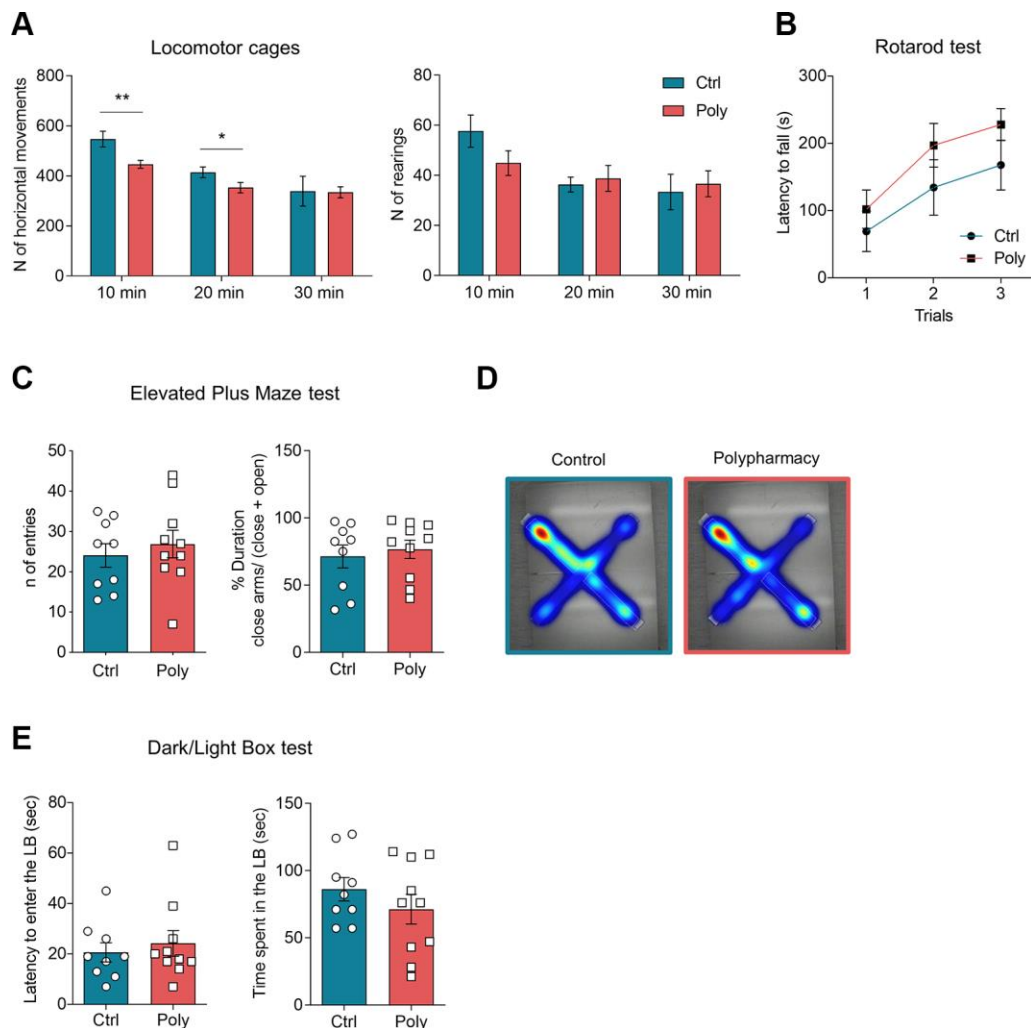 A
Locomotor cages
N of horizontal movements
800
600
400
200
0
**
*
10 min
20 min
30 min
N of rearings
80
60
40
20
0
Ctrl
Poly
10 min
20 min
30 min
B
Rotarod test
Latency to fall (s)
300
200
100
0
Ctrl
Poly
1
2
3
Trials
C
Elevated Plus Maze test
n of entries
50
40
30
20
10
0
Ctrl
Poly
% Duration
close arms/ (close + open)
150
100
50
0
Ctrl
Poly
D
Control
Polypharmacy
E
Dark/Light Box test
Latency to enter the LB (sec)
80
60
40
20
0
Ctrl
Poly
Time spent in the LB (sec)
150
100
50
0
Ctrl
Poly